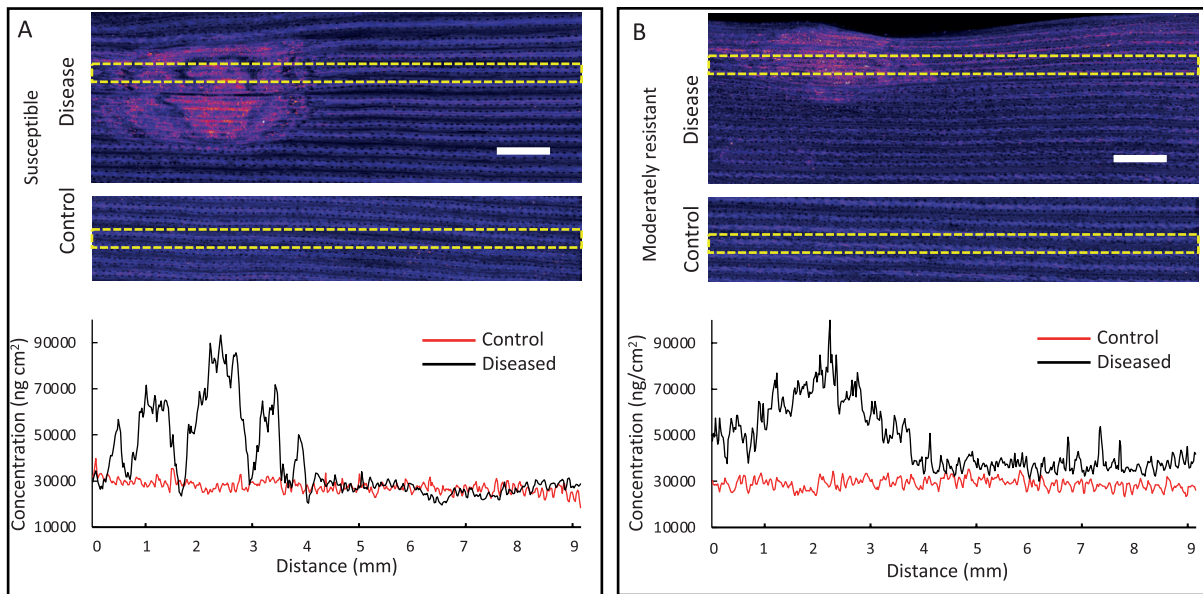 A
Susceptible
Disease
Control
Concentration (ng cm²)
90000
70000
50000
30000
10000
Control
Diseased
0 1 2 3 4 5 6 7 8 9
Distance (mm)
B
Moderately resistant
Disease
Control
Concentration (ng/cm²)
90000
70000
50000
30000
10000
Control
Diseased
0 1 2 3 4 5 6 7 8 9
Distance (mm)